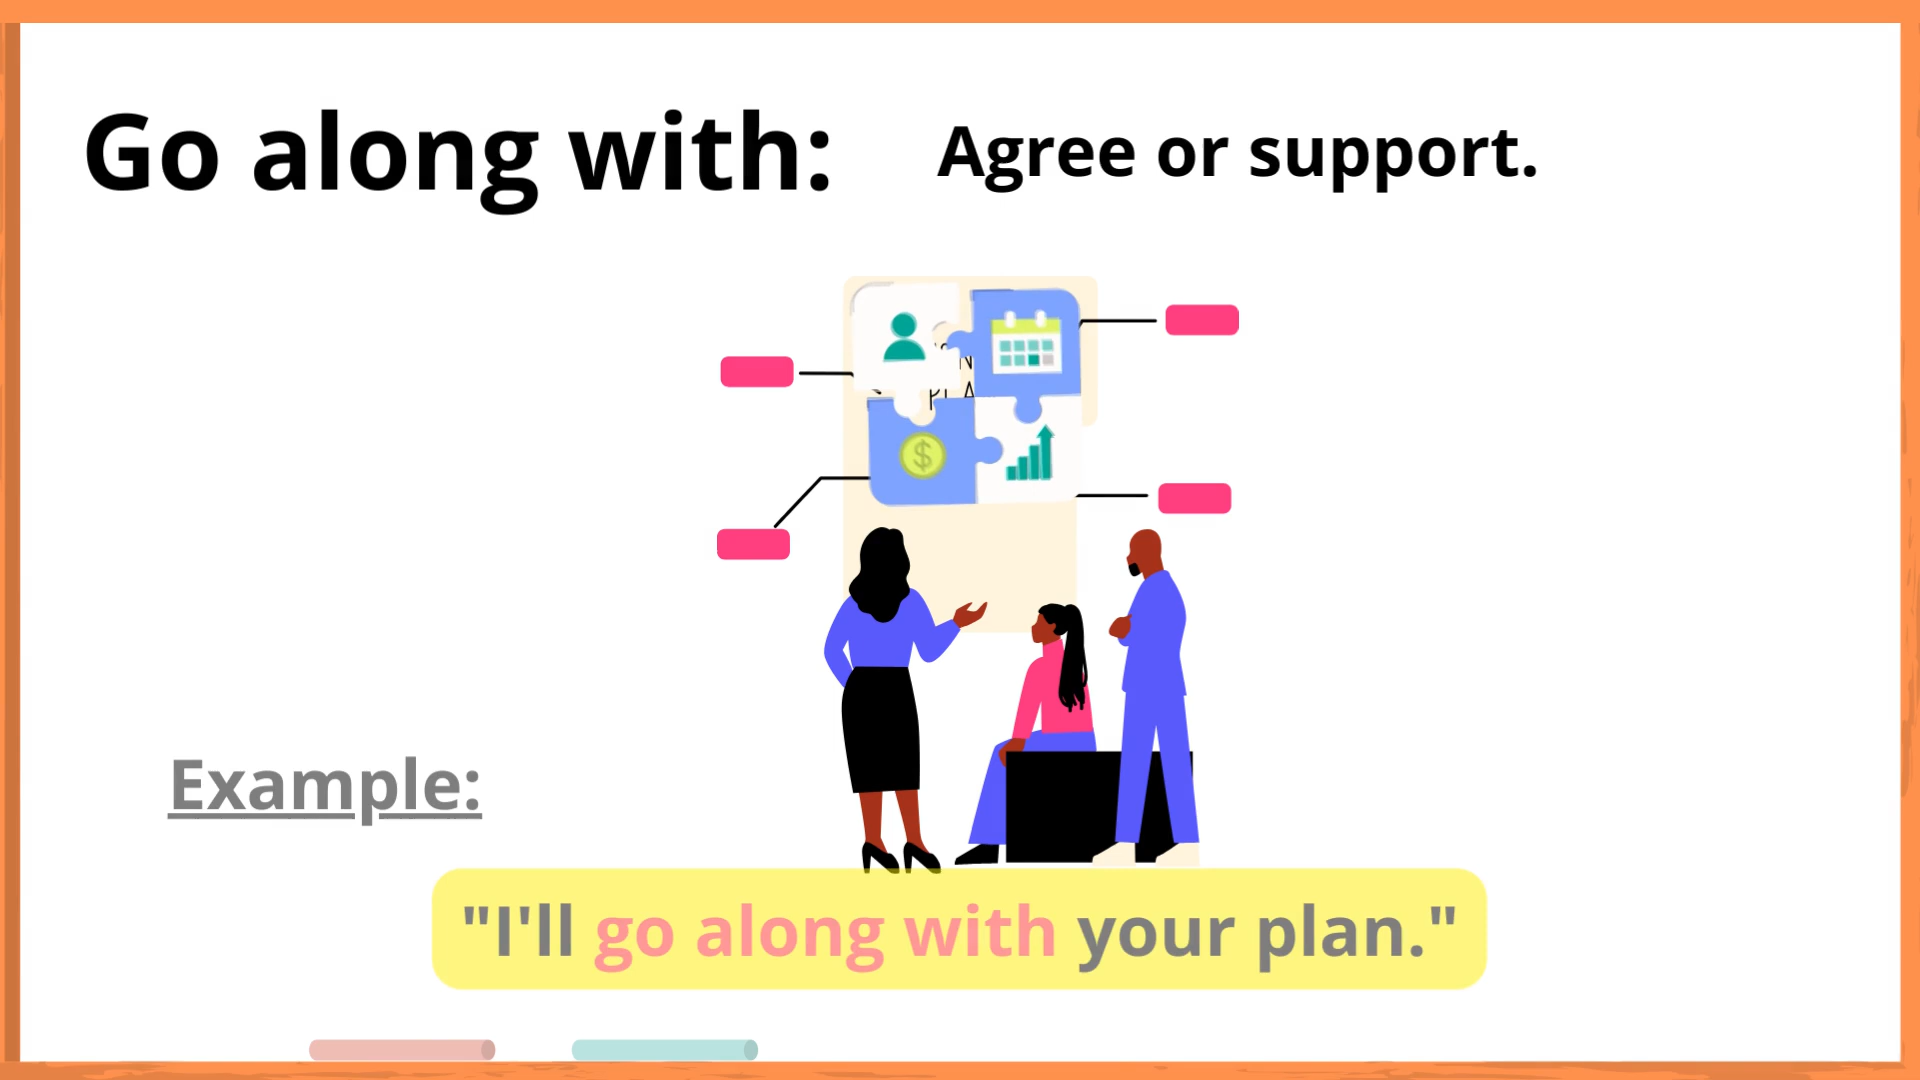 Go along with: Agree or support.
$
Example:
"I'll go along with your plan."